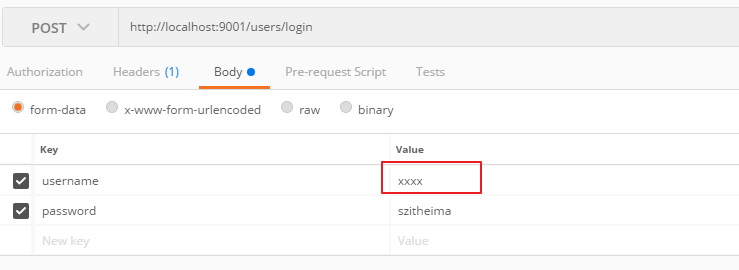 POST http://localhost:9001/users/login
Authorization Headers (1) Body Pre-request Script Tests
form-data x-www-form-urlencoded raw binary
Key Value
username xxxx
password szitheima
New key Value